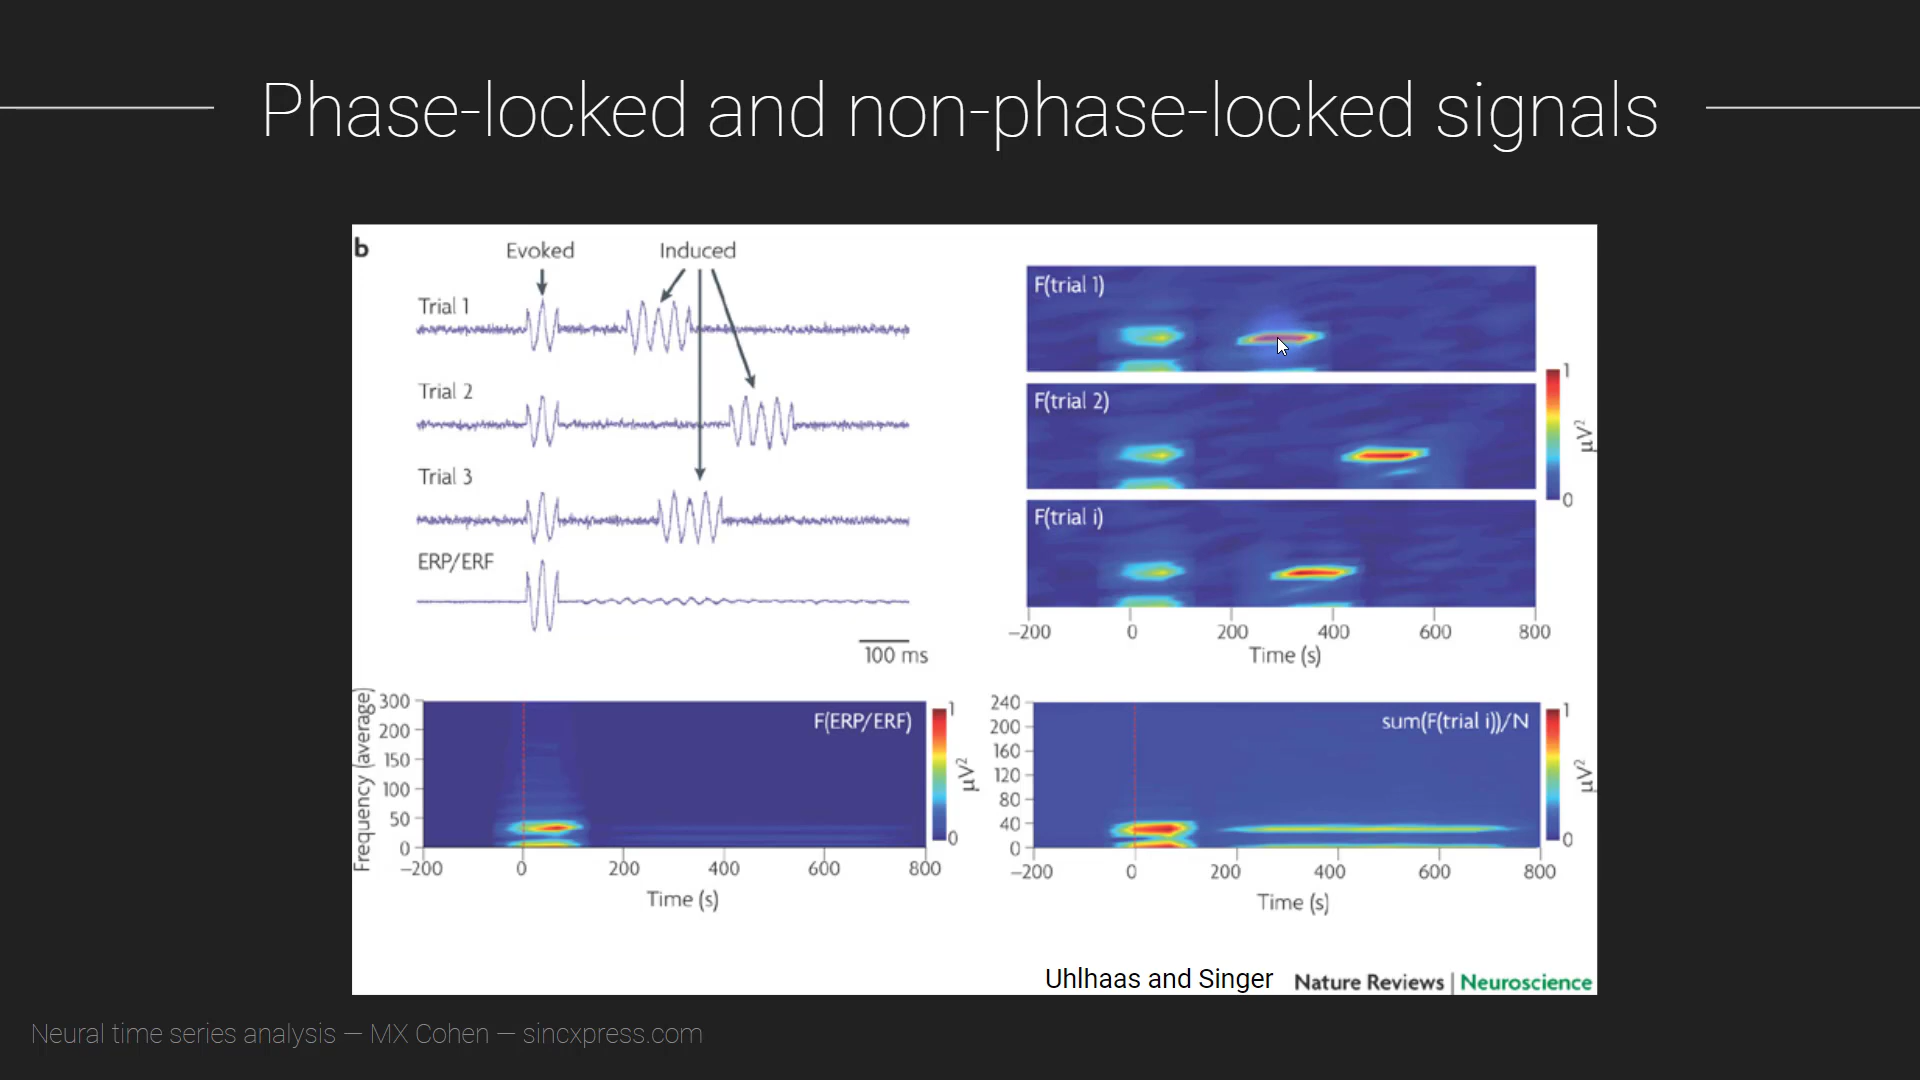 Phase-locked and non-phase-locked signals
b
Evoked
Induced
Trial 1
Trial 2
Trial 3
ERP/ERF
100 ms
F(trial 1)
F(trial 2)
F(trial i)
1
µV²
0
−200 0 200 400 600 800
Time (s)
Frequency (average)
300
200
150
100
50
0
F(ERP/ERF)
1
µV²
0
−200 0 200 400 600 800
Time (s)
240
200
160
120
80
40
0
sum(F(trial i))/N
1
µV²
0
−200 0 200 400 600 800
Time (s)
Uhlhaas and Singer Nature Reviews | Neuroscience
Neural time series analysis — MX Cohen — sincxpress.com